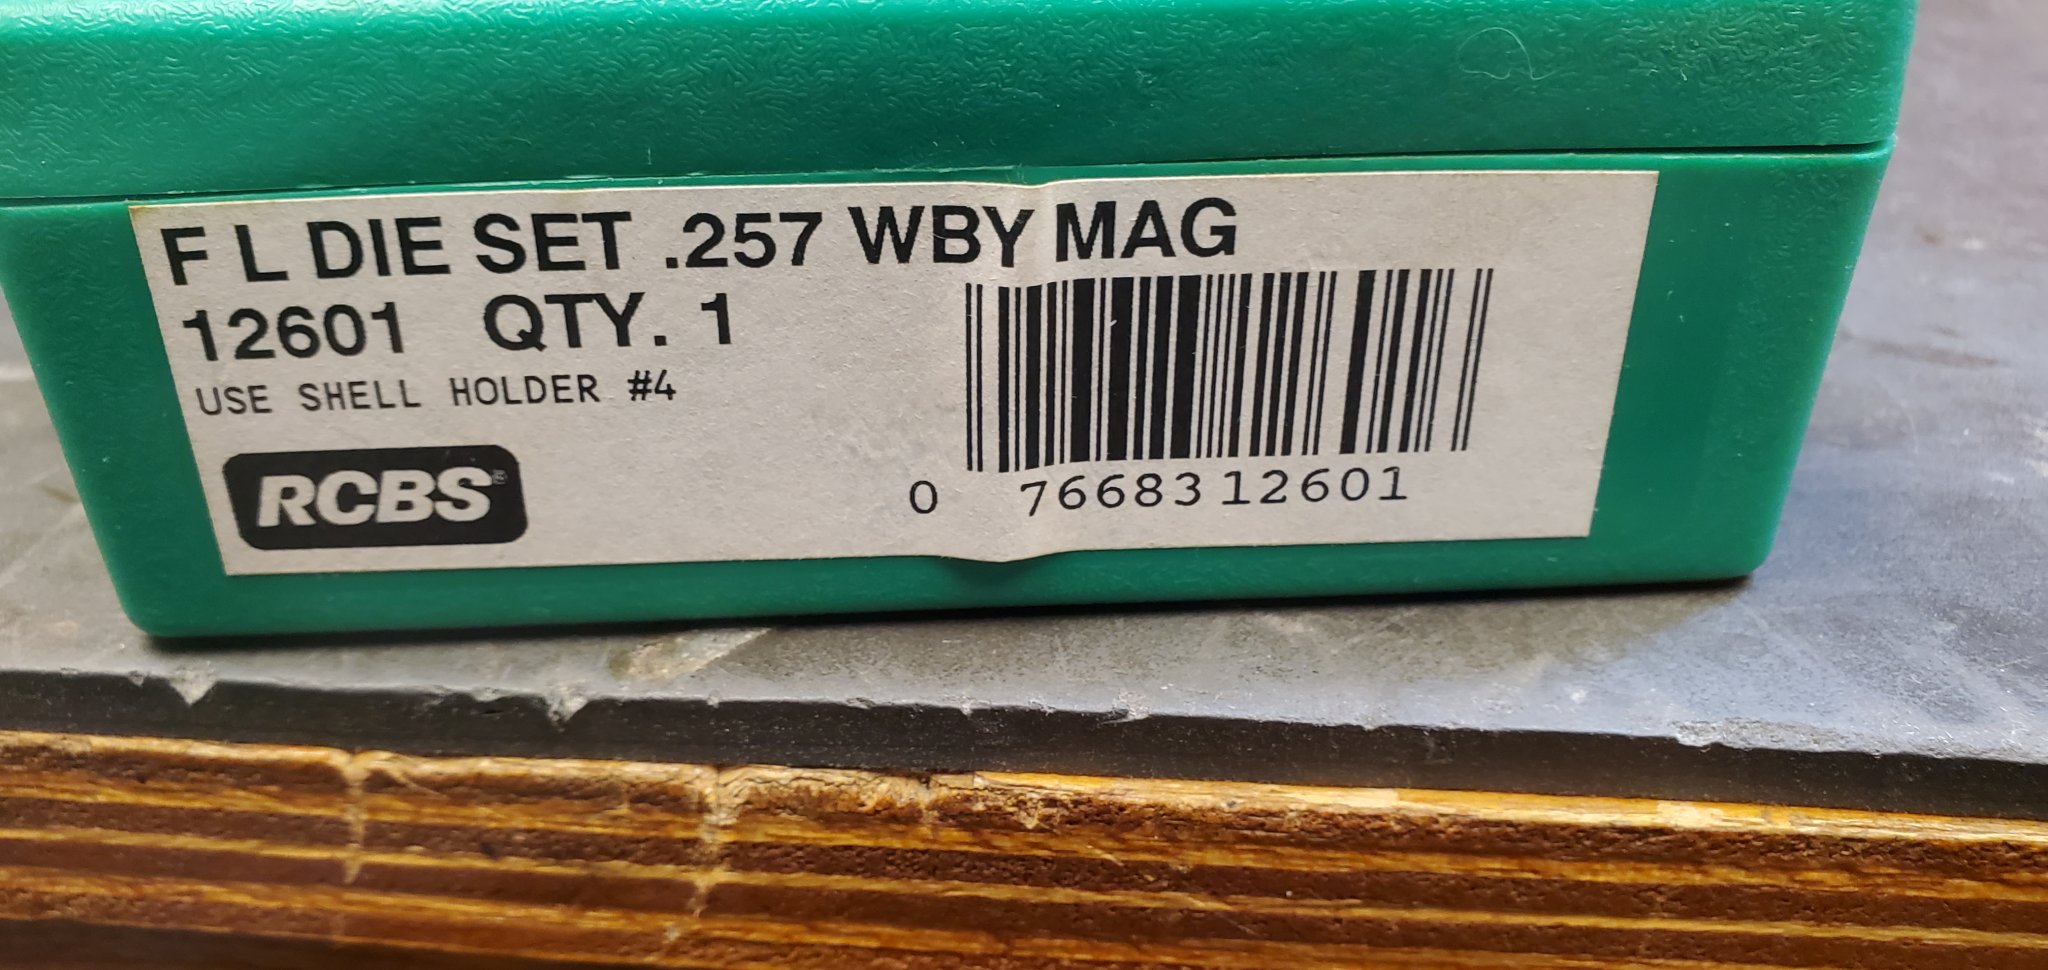 F L DIE SET .257 WBY MAG
12601 QTY. 1
USE SHELL HOLDER #4
RCBS®
0 76683 12601